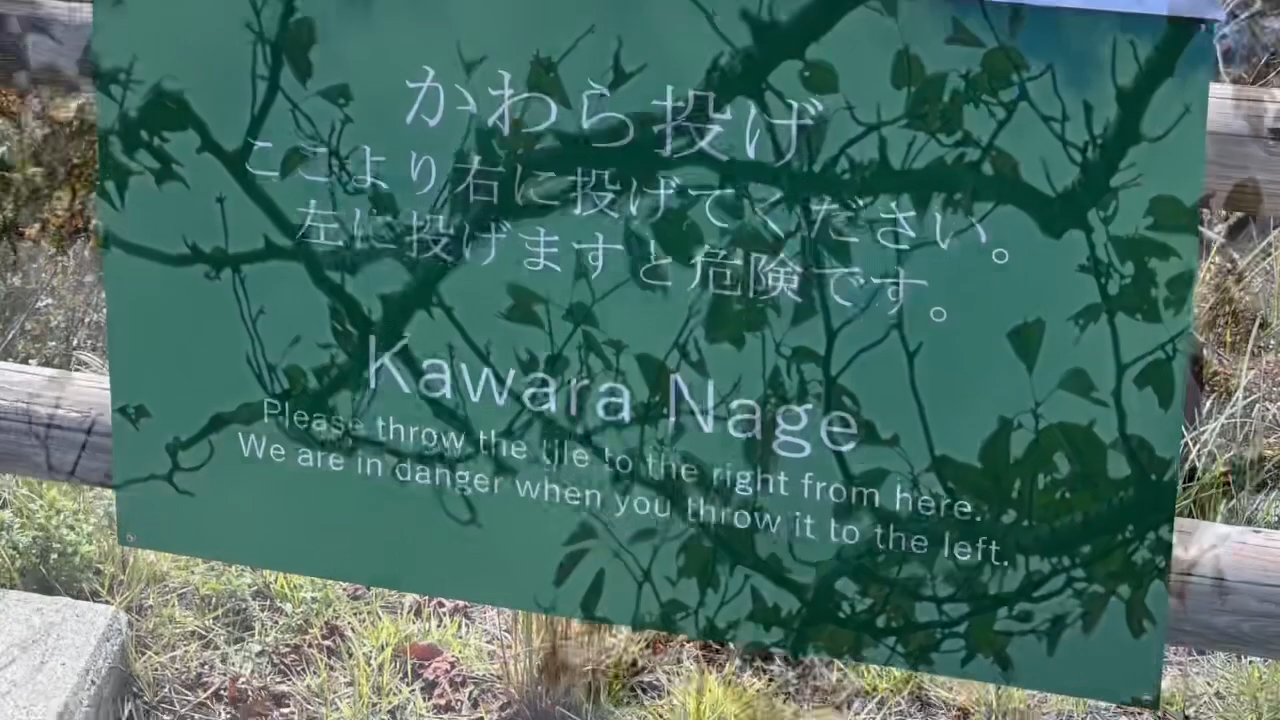 かわら投げ
ここより右に投げてください。
左に投げますと危険です。
Kawara Nage
Please throw the tile to the right from here.
We are in danger when you throw it to the left.